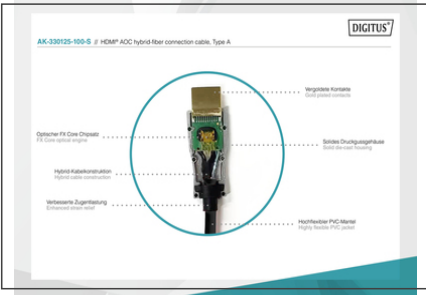 DIGITUS®
AK-330125-100-S // HDMI® AOC hybrid-fiber connection cable, Type A
Vergoldete Kontakte
Gold plated contacts
Optischer FX Core Chipsatz
FX Core optical engine
Solides Druckgussgehäuse
Solid die-cast housing
Hybrid-Kabelkonstruktion
Hybrid cable construction
Verbesserte Zugentlastung
Enhanced strain relief
Hochflexibler PVC-Mantel
Highly flexible PVC jacket